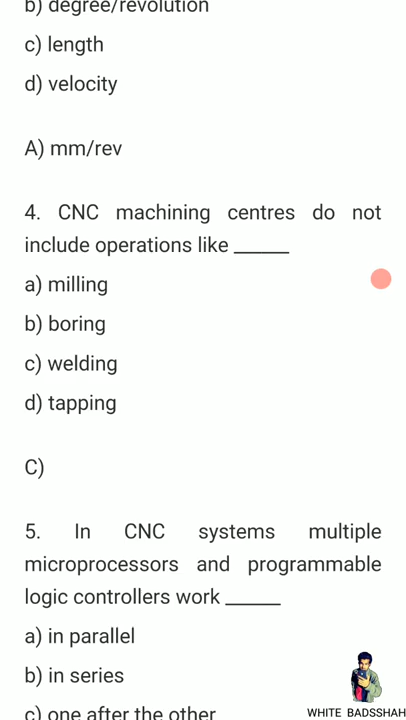 b) degree/revolution
c) length
d) velocity
A) mm/rev
4. CNC machining centres do not
include operations like ______
a) milling
b) boring
c) welding
d) tapping
C)
5. In CNC systems multiple
microprocessors and programmable
logic controllers work ______
a) in parallel
b) in series
c) one after the other
WHITE BADSSHAH